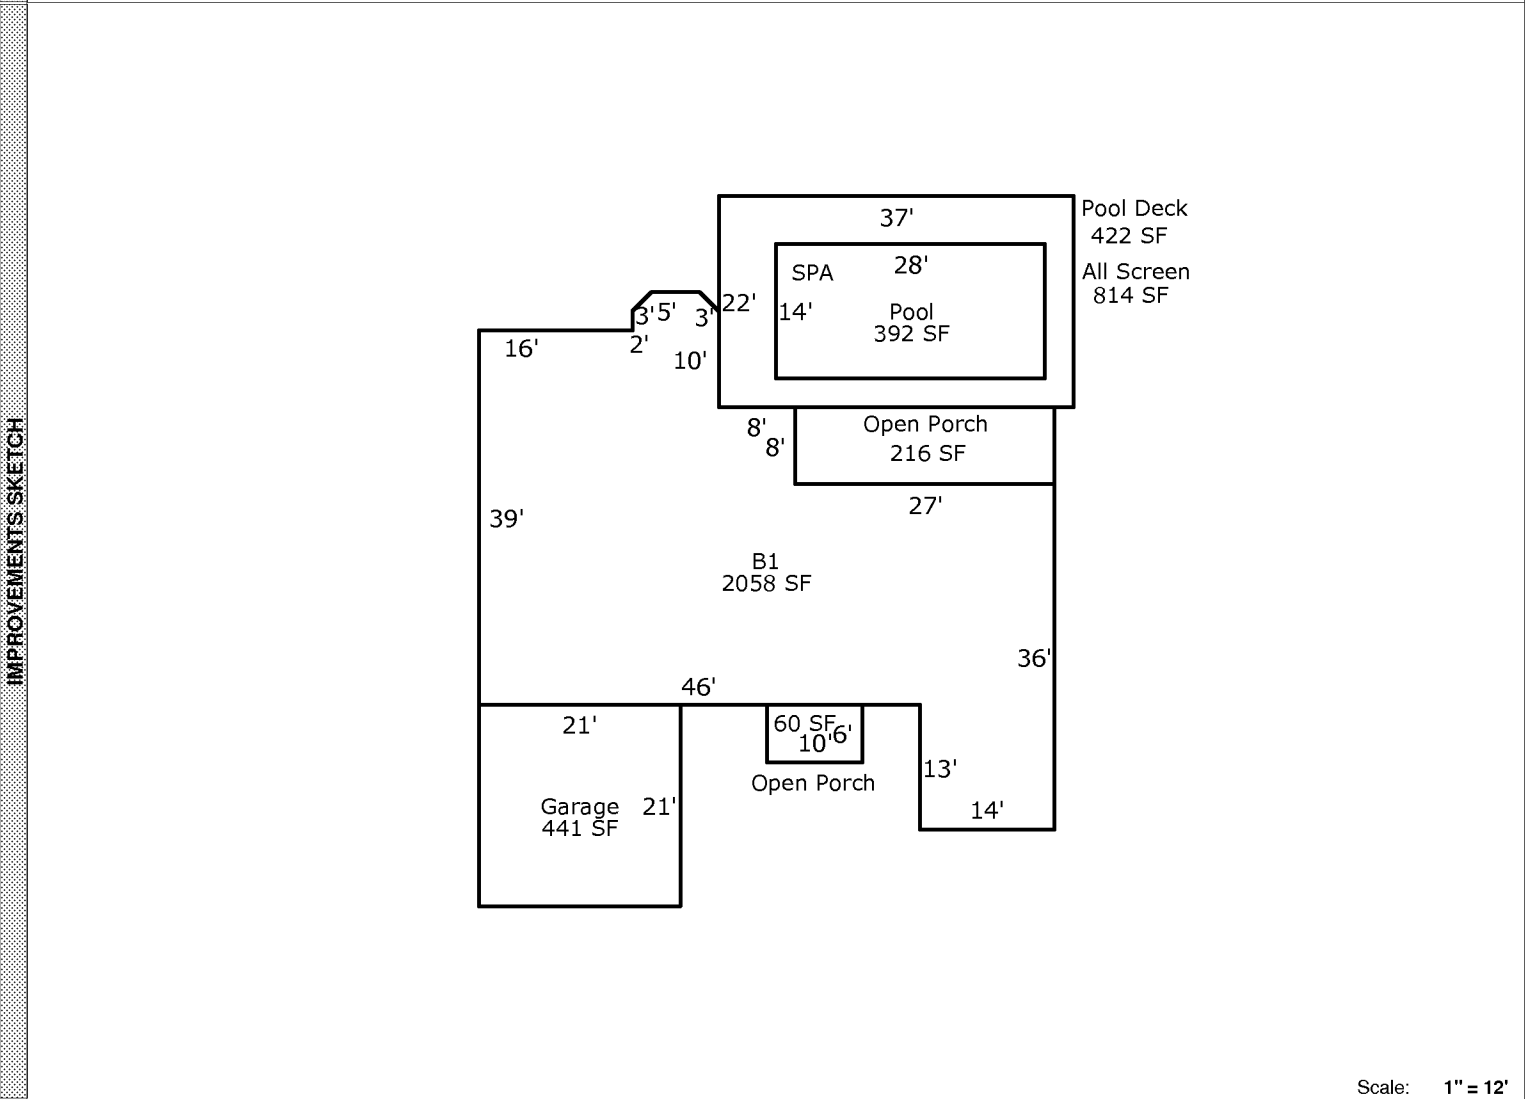 IMPROVEMENTS SKETCH
37'
Pool Deck
422 SF
All Screen
814 SF
SPA
28'
22'
14'
Pool
392 SF
3'
5'
3'
16'
2'
10'
8'
8'
Open Porch
216 SF
27'
39'
B1
2058 SF
36'
46'
21'
60 SF
10'
6'
Open Porch
13'
14'
Garage
441 SF
21'
Scale: 1" = 12'